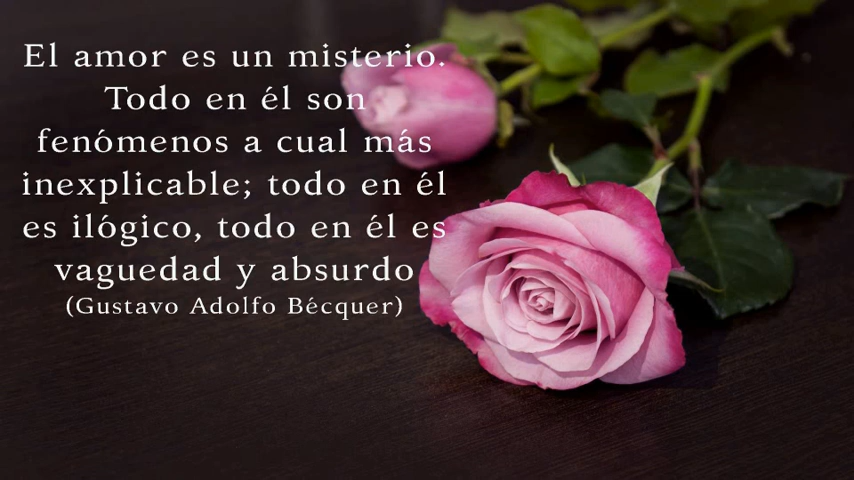 El amor es un misterio.
Todo en él son
fenómenos a cual más
inexplicable; todo en él
es ilógico, todo en él es
vaguedad y absurdo
(Gustavo Adolfo Bécquer)